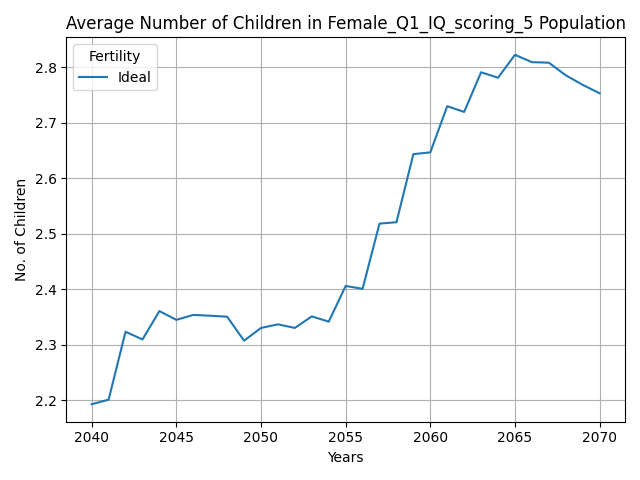 Average Number of Children in Female_Q1_IQ_scoring_5 Population
Fertility
Ideal
No. of Children
2.8
2.7
2.6
2.5
2.4
2.3
2.2
2040 2045 2050 2055 2060 2065 2070
Years